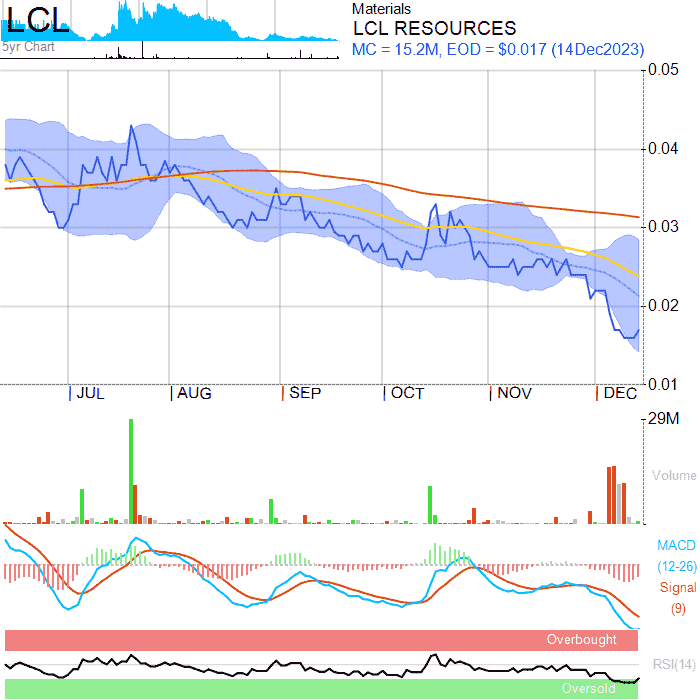 LCL
5yr Chart
Materials
LCL RESOURCES
MC = 15.2M, EOD = $0.017 (14Dec2023)
0.05
0.04
0.03
0.02
0.01
JUL AUG SEP OCT NOV DEC
29M
Volume
MACD
(12-26)
Signal
(9)
Overbought
RSI(14)
Oversold